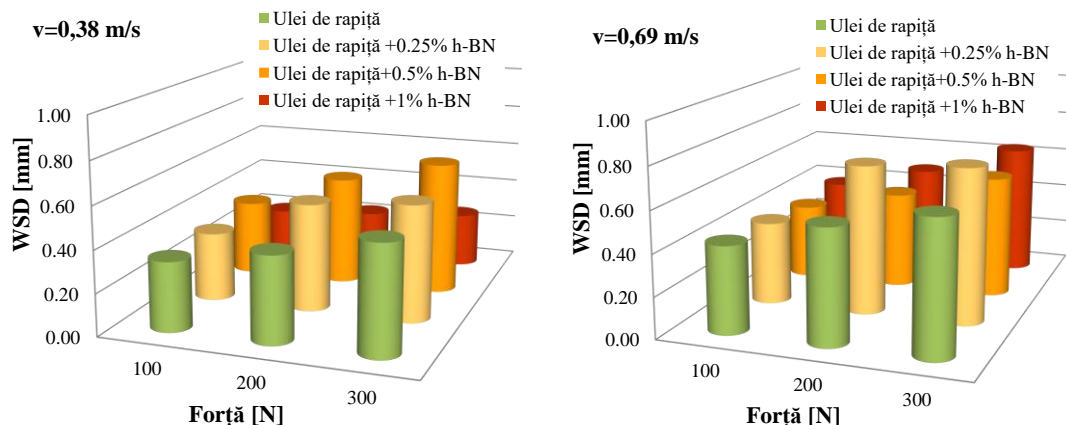 v=0,38 m/s
Ulei de rapiță
Ulei de rapiță +0.25% h-BN
Ulei de rapiță+0.5% h-BN
Ulei de rapiță +1% h-BN
WSD [mm]
1.00
0.80
0.60
0.40
0.20
0.00
100
200
300
Forță [N]
v=0,69 m/s
Ulei de rapiță
Ulei de rapiță +0.25% h-BN
Ulei de rapiță+0.5% h-BN
Ulei de rapiță +1% h-BN
WSD [mm]
1.00
0.80
0.60
0.40
0.20
0.00
100
200
300
Forță [N]